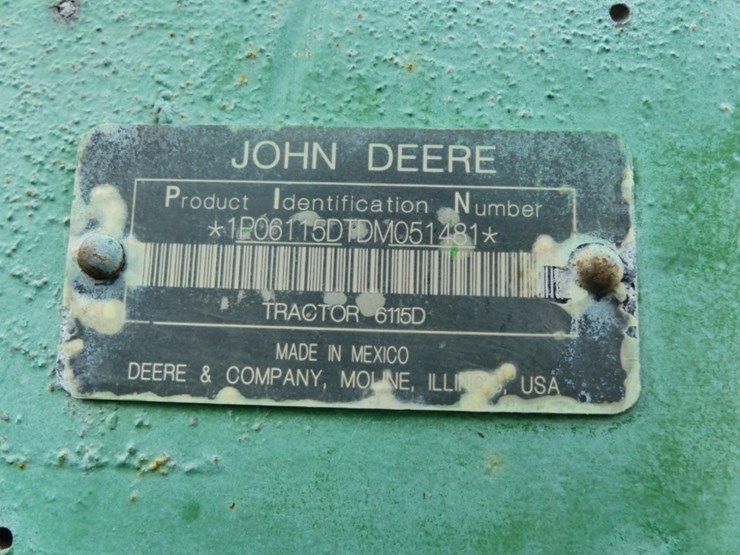 JOHN DEERE
Product Identification Number
*1P06115DTDM051481*
TRACTOR 6115D
MADE IN MEXICO
DEERE & COMPANY, MOLINE, ILLINOIS, USA